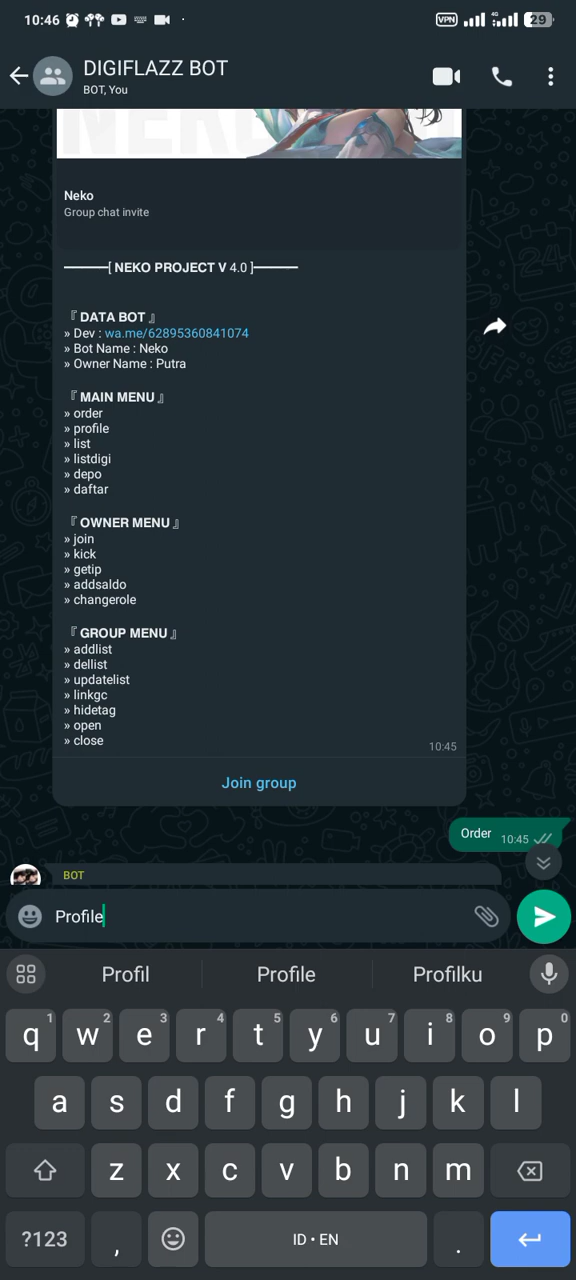 10:46
VPN 4G 29
DIGIFLAZZ BOT
BOT, You
Neko
Group chat invite
━━━━━[ NEKO PROJECT V 4.0 ]━━━━━
『 DATA BOT 』
» Dev : wa.me/62895360841074
» Bot Name : Neko
» Owner Name : Putra
『 MAIN MENU 』
» order
» profile
» list
» listdigi
» depo
» daftar
『 OWNER MENU 』
» join
» kick
» getip
» addsaldo
» changerole
『 GROUP MENU 』
» addlist
» dellist
» updatelist
» linkgc
» hidetag
» open
» close
10:45
Join group
Order 10:45
BOT
Profile
Profil Profile Profilku
1 2 3 4 5 6 7 8 9 0
q w e r t y u i o p
a s d f g h j k l
z x c v b n m
?123 , ID • EN .